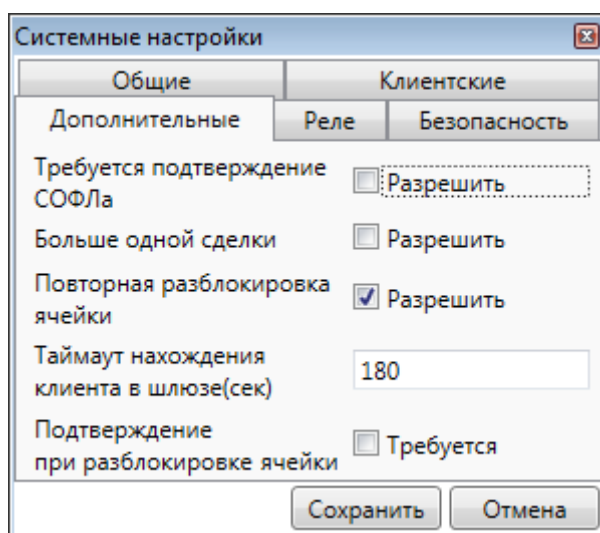 Системные настройки
Общие Клиентские
Дополнительные Реле Безопасность
Требуется подтверждение
СОФЛа
Разрешить
Больше одной сделки Разрешить
Повторная разблокировка
ячейки
Разрешить
Таймаут нахождения
клиента в шлюзе(сек)
180
Подтверждение
при разблокировке ячейки
Требуется
Сохранить Отмена